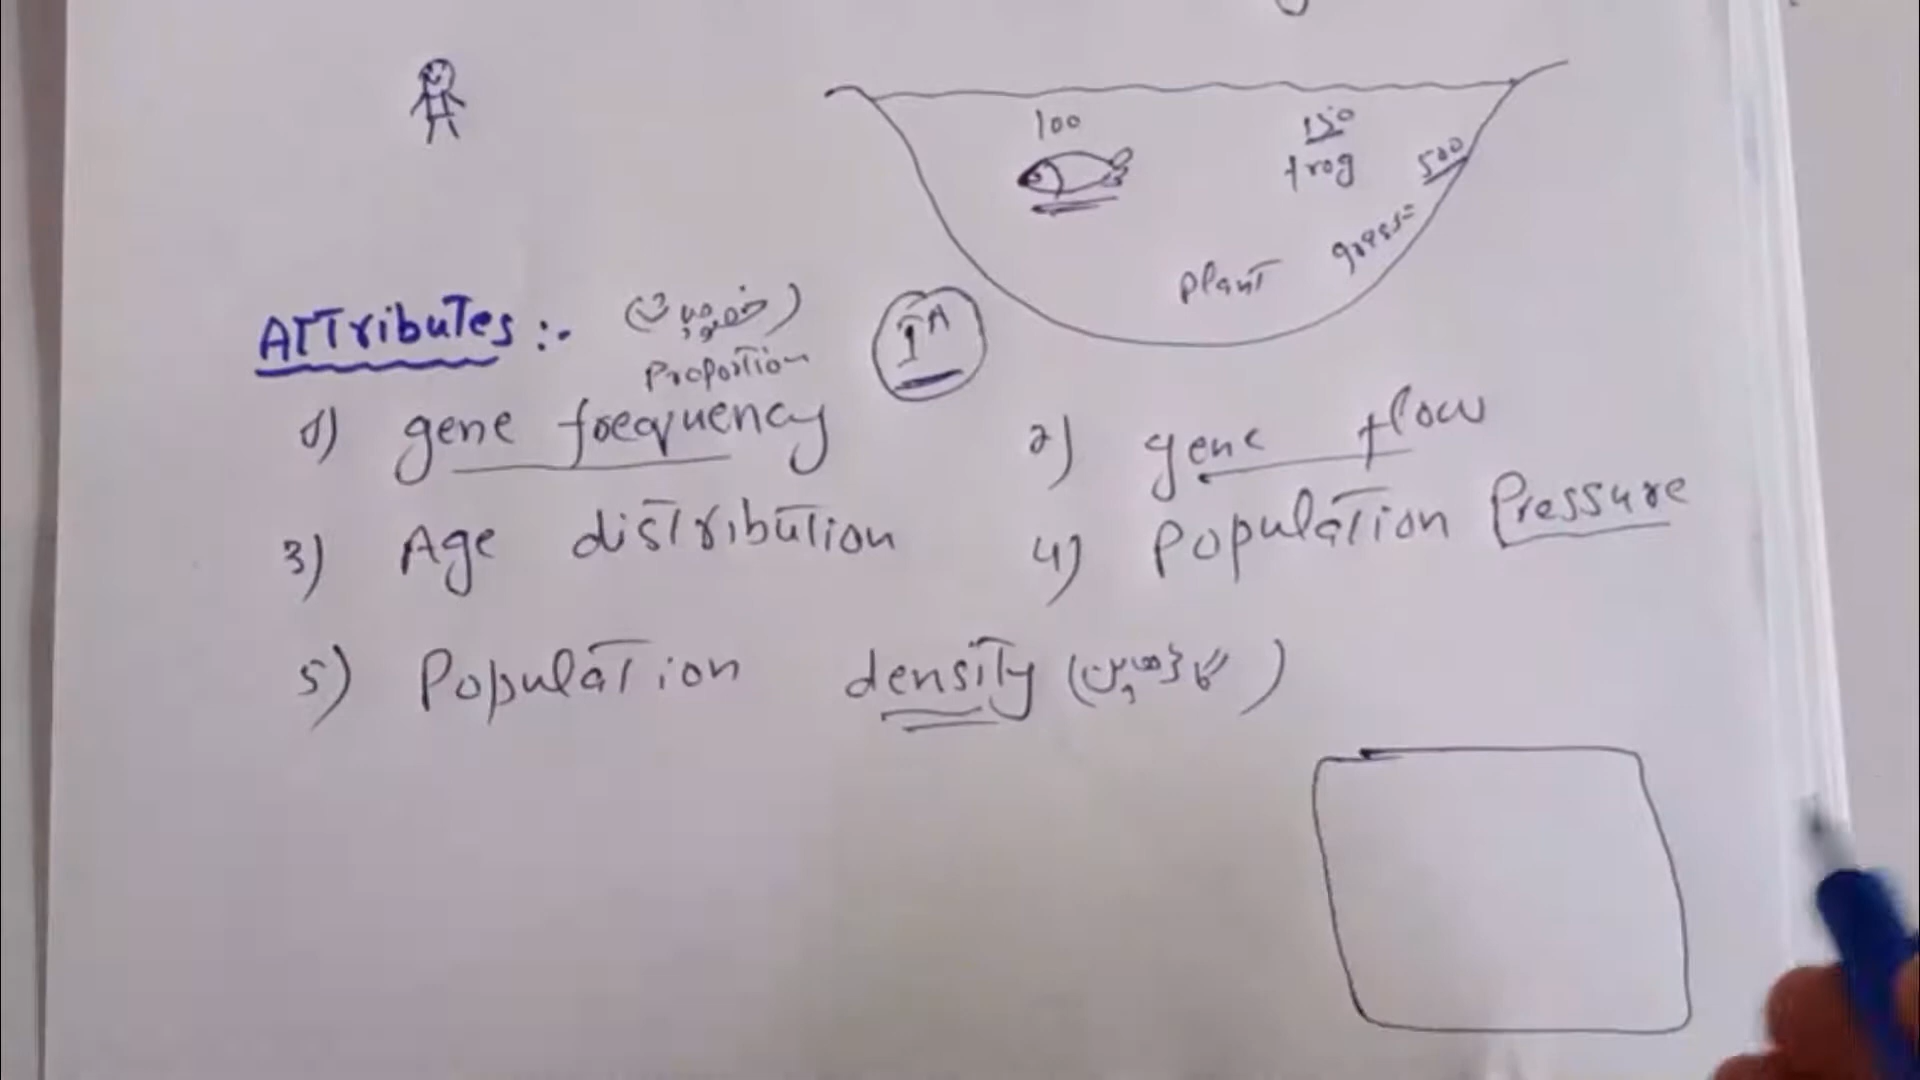 100
150
frog
500
grass=
Plant
ATTributes :-
Proportion
I^A
1) gene frequency
2) gene flow
3) Age distribution
4) Population Pressure
5) Population density